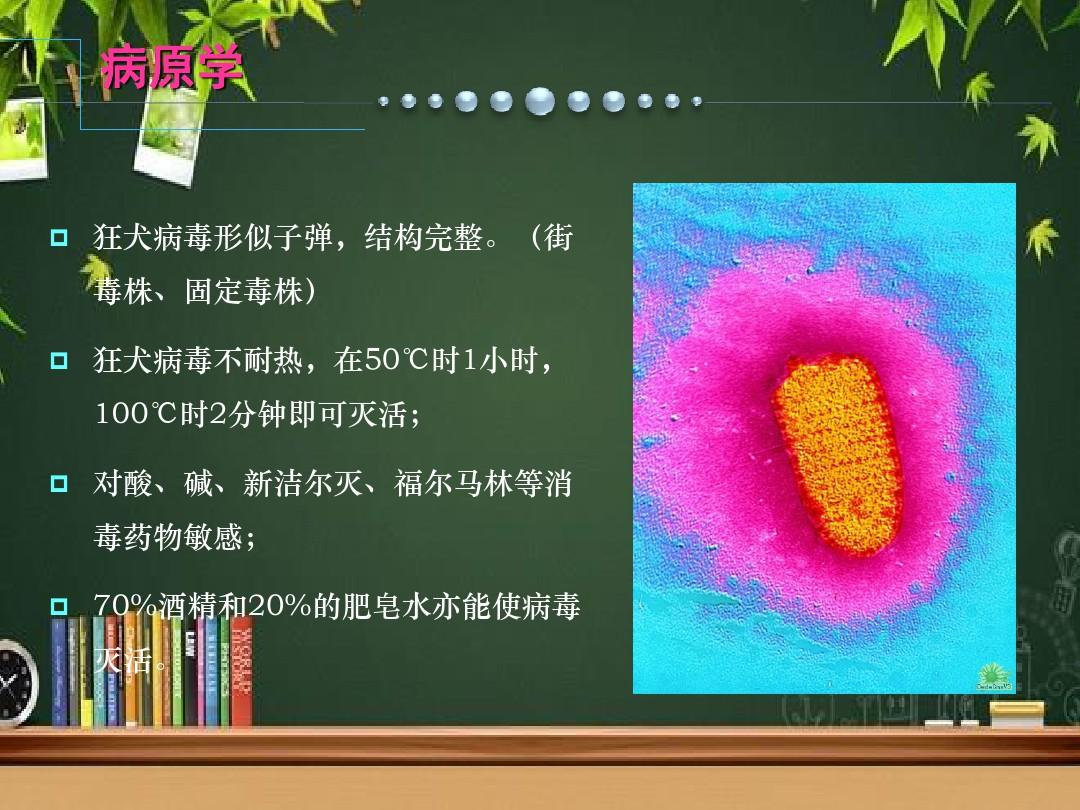 病原学
狂犬病毒形似子弹，结构完整。（街
毒株、固定毒株）
狂犬病毒不耐热，在50℃时1小时，
100℃时2分钟即可灭活；
对酸、碱、新洁尔灭、福尔马林等消
毒药物敏感；
70%酒精和20%的肥皂水亦能使病毒
灭活。
LAW
WORLD
HISTORY